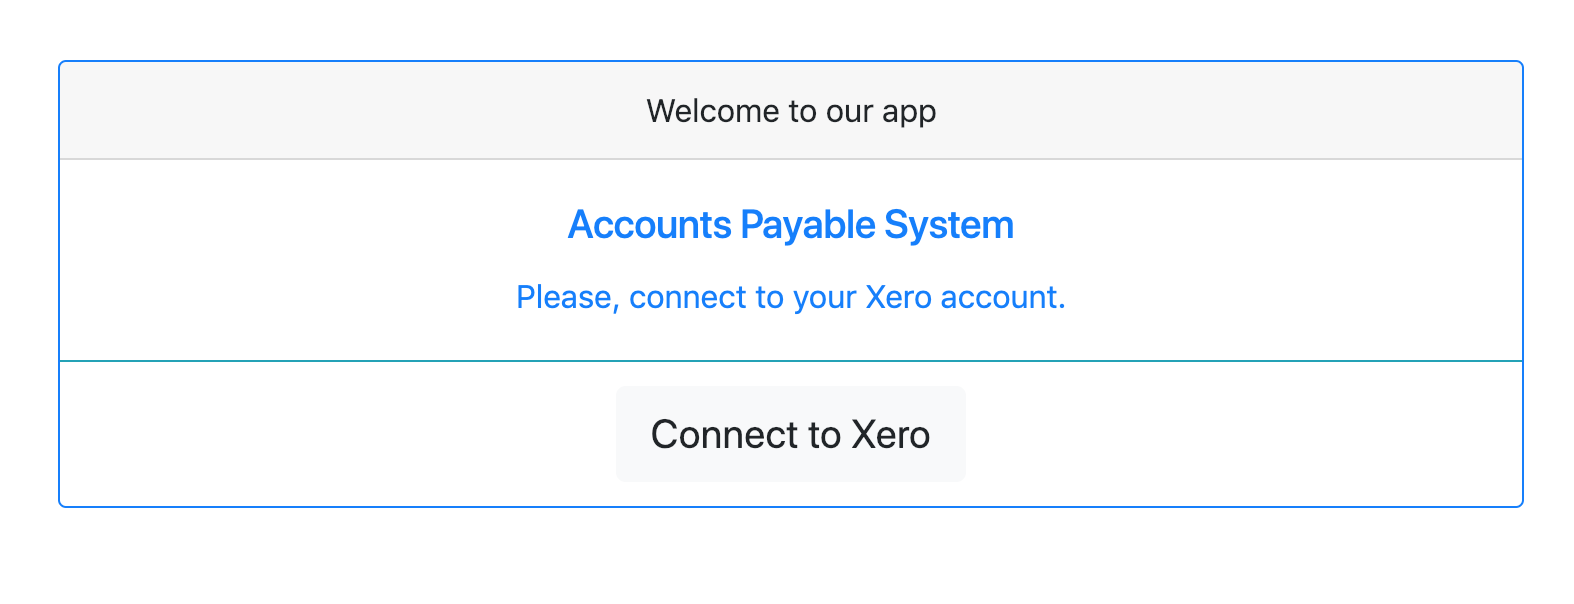 Welcome to our app
Accounts Payable System
Please, connect to your Xero account.
Connect to Xero